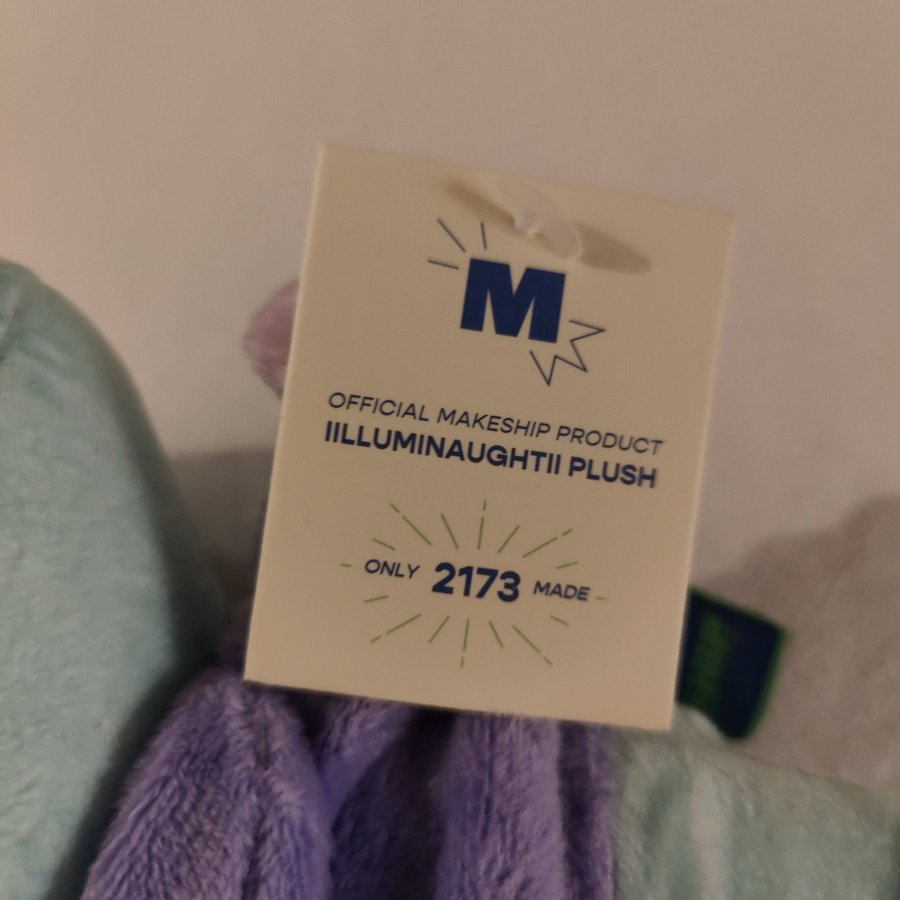 M
OFFICIAL MAKESHIP PRODUCT
IILLUMINAUGHTII PLUSH
ONLY 2173 MADE